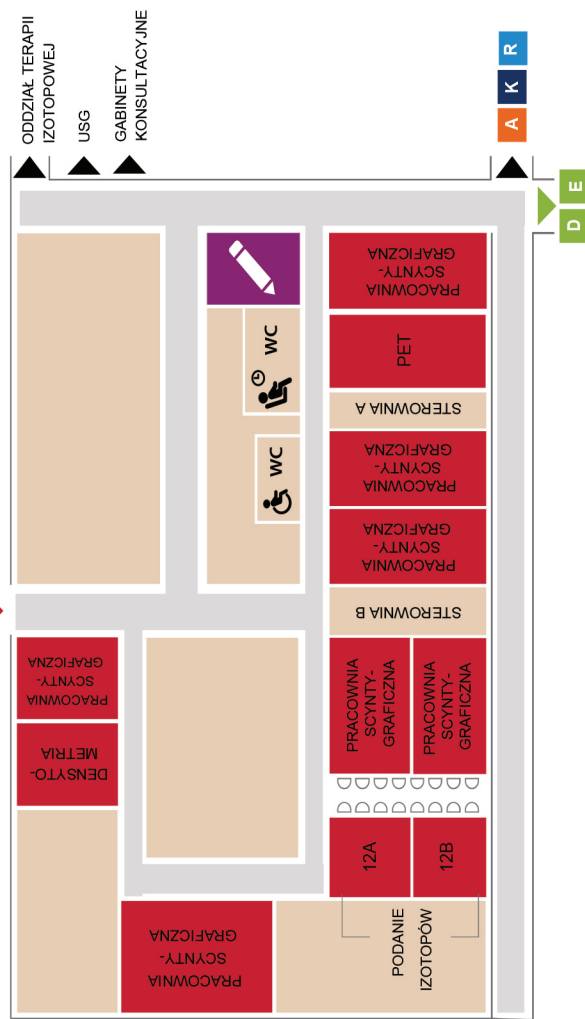 ODDZIAŁ TERAPII
IZOTOPOWEJ
USG
GABINETY
KONSULTACYJNE
A
K
R
D
E
WC
WC
PRACOWNIA
SCYNTY-
GRAFICZNA
PET
STEROWNIA A
PRACOWNIA
SCYNTY-
GRAFICZNA
PRACOWNIA
SCYNTY-
GRAFICZNA
STEROWNIA B
PRACOWNIA
SCYNTY-
GRAFICZNA
PRACOWNIA
SCYNTY-
GRAFICZNA
PRACOWNIA
SCYNTY-
GRAFICZNA
DENSYTO-
METRIA
12A
12B
PODANIE
IZOTOPÓW
PRACOWNIA
SCYNTY-
GRAFICZNA